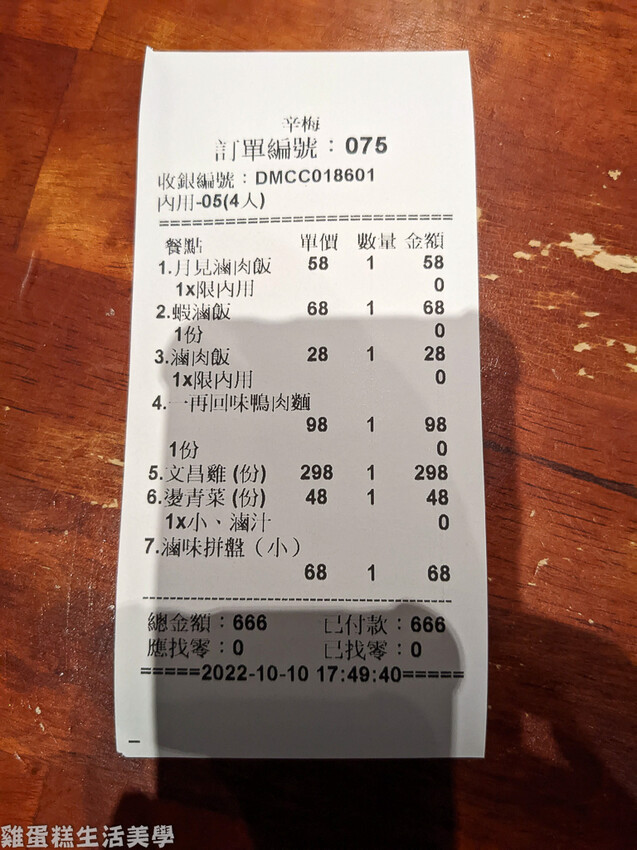 辛梅
訂單編號：075
收銀編號：DMCC018601
內用-05(4人)
==============================
餐點 單價 數量 金額
1.月見滷肉飯 58 1 58
1x限內用 0
2.蝦滷飯 68 1 68
1份 0
3.滷肉飯 28 1 28
1x限內用 0
4.一再回味鴨肉麵
98 1 98
1份 0
5.文昌雞 (份) 298 1 298
6.燙青菜 (份) 48 1 48
1x小、滷汁 0
7.滷味拼盤（小）
68 1 68
------------------------------------------------
總金額：666 已付款：666
應找零：0 已找零：0
=====2022-10-10 17:49:40=====
雞蛋糕生活美學